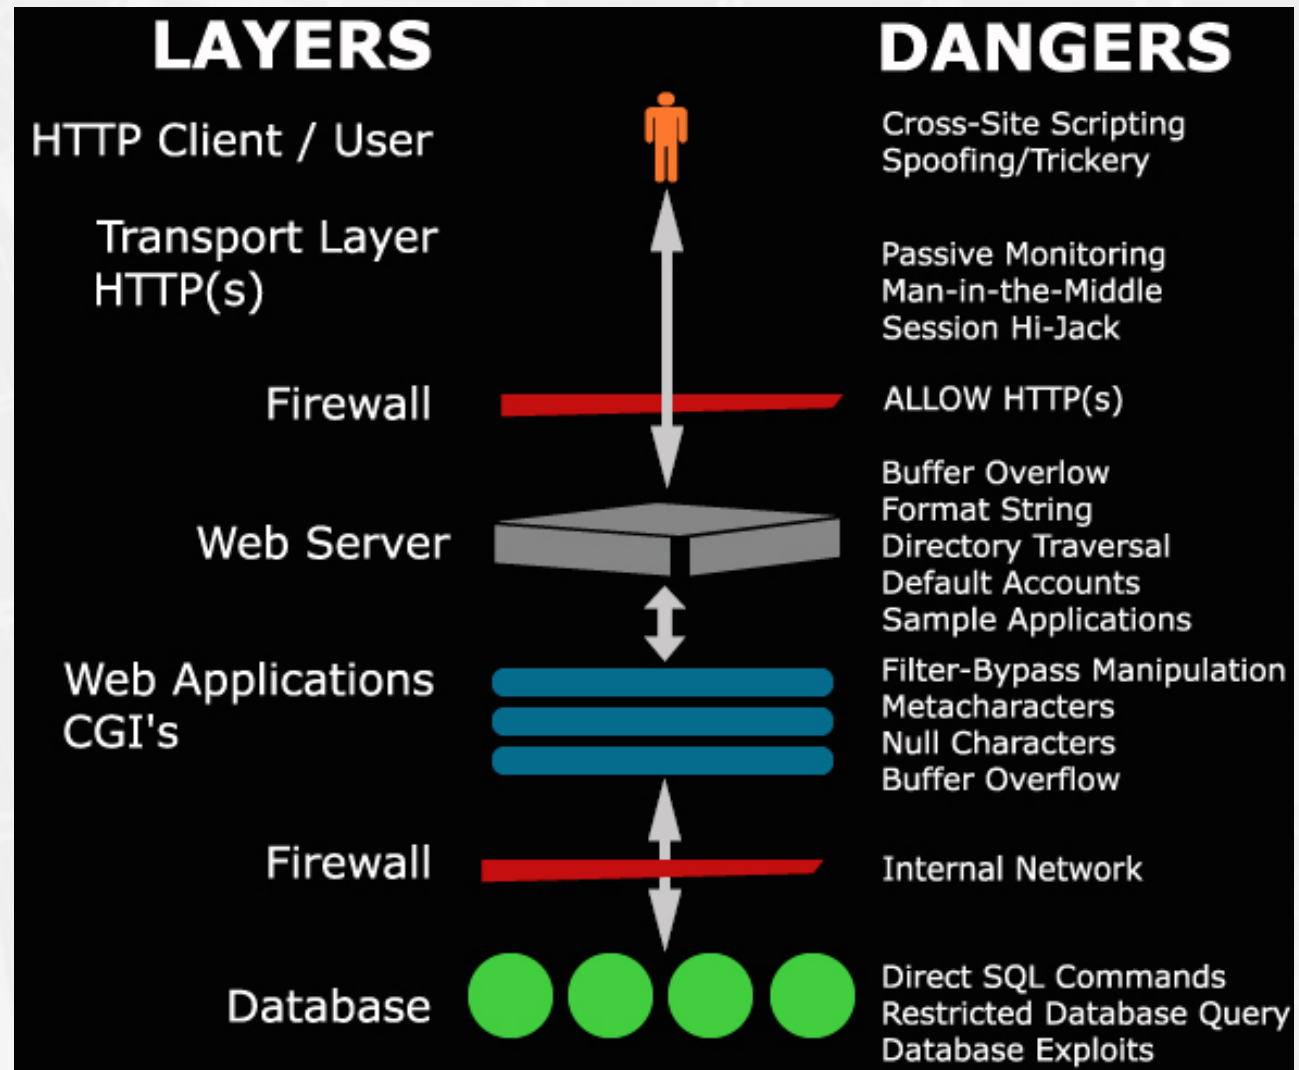 LAYERS
DANGERS
HTTP Client / User
Cross-Site Scripting
Spoofing/Trickery
Transport Layer
HTTP(s)
Passive Monitoring
Man-in-the-Middle
Session Hi-Jack
Firewall
ALLOW HTTP(s)
Web Server
Buffer Overlow
Format String
Directory Traversal
Default Accounts
Sample Applications
Web Applications
CGI's
Filter-Bypass Manipulation
Metacharacters
Null Characters
Buffer Overflow
Firewall
Internal Network
Database
Direct SQL Commands
Restricted Database Query
Database Exploits